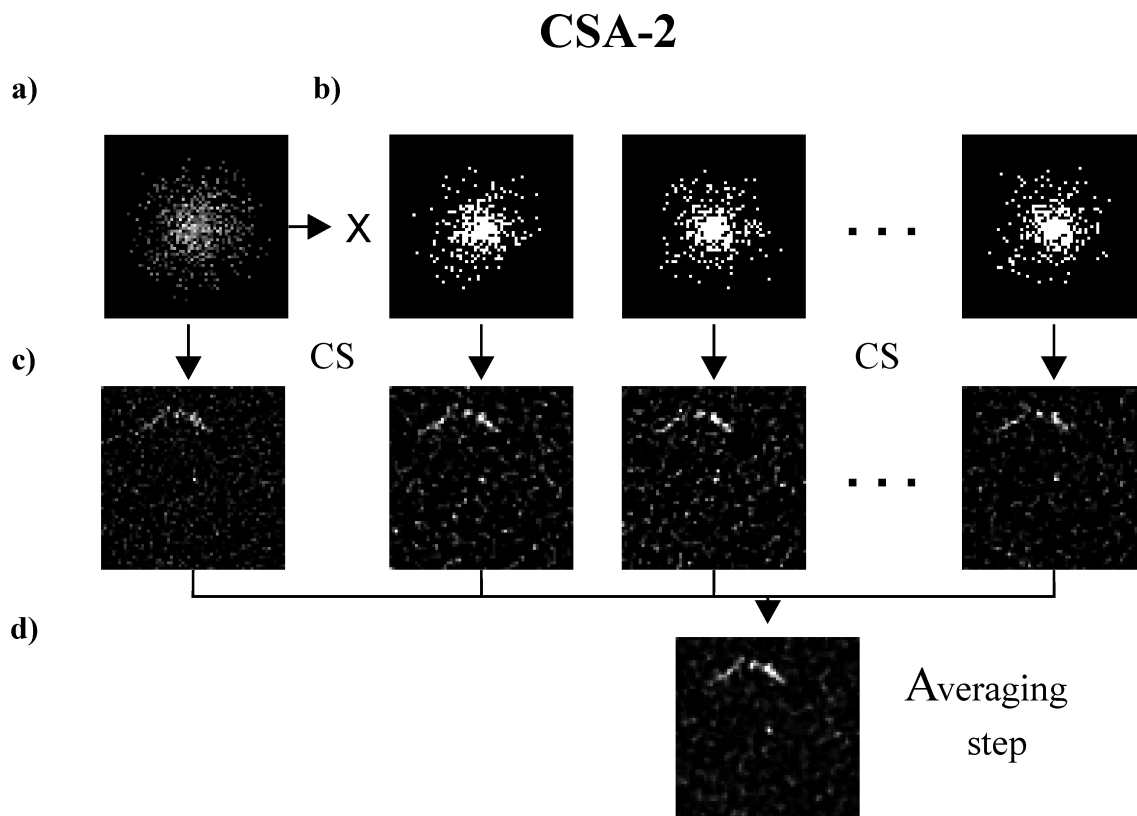 CSA-2
a)
b)
X
. . .
c)
CS
CS
. . .
d)
Averaging
step